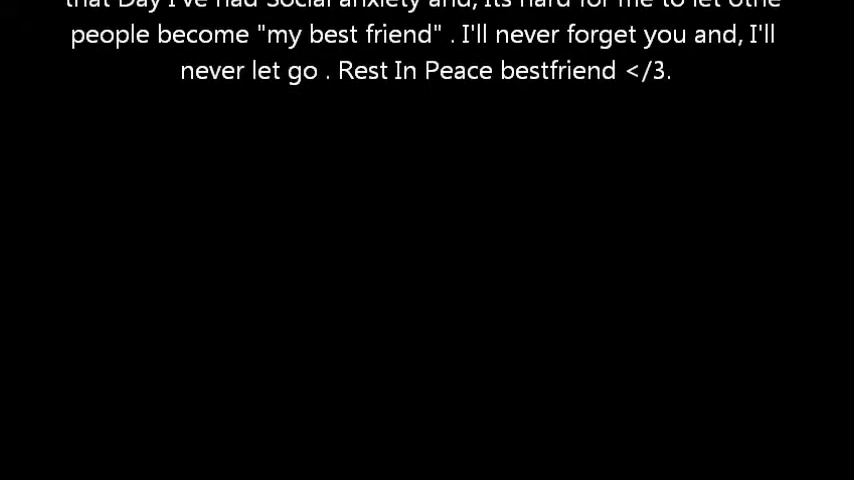 that Day I've had Social anxiety and, Its hard for me to let othe
people become "my best friend" . I'll never forget you and, I'll
never let go . Rest In Peace bestfriend </3.